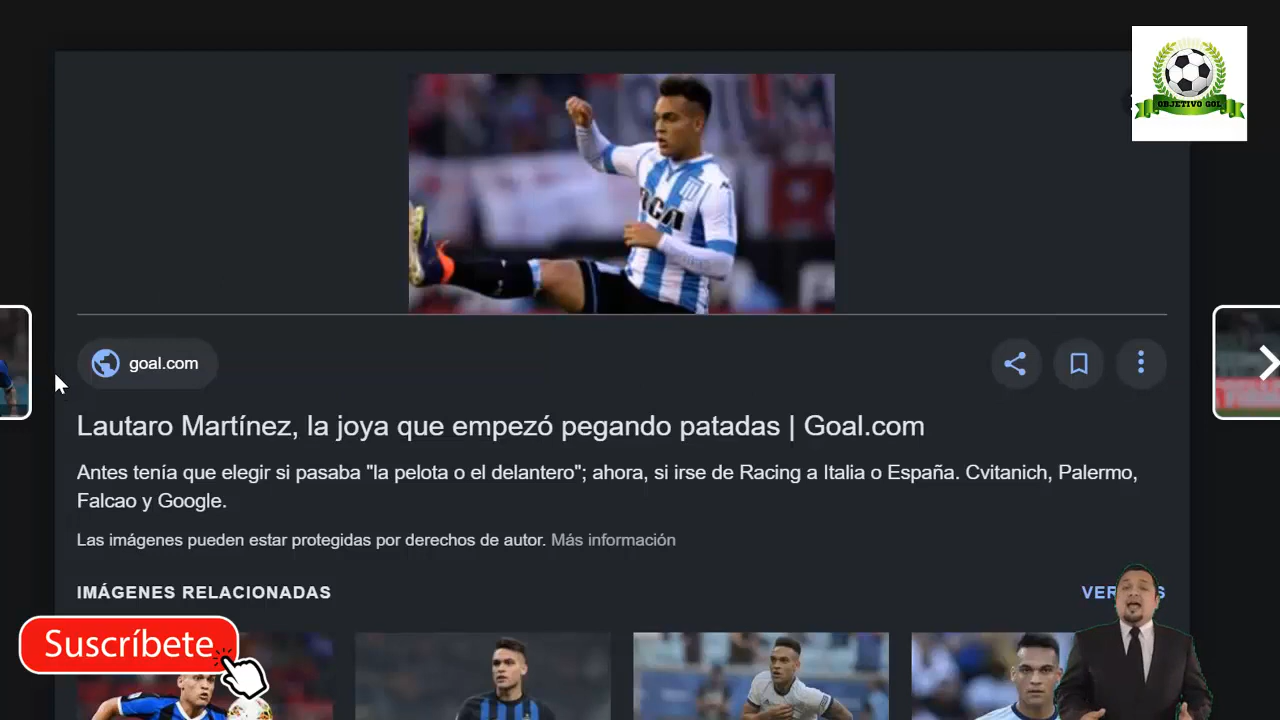 OBJETIVO GOL
RCA
goal.com
Lautaro Martínez, la joya que empezó pegando patadas | Goal.com
Antes tenía que elegir si pasaba "la pelota o el delantero"; ahora, si irse de Racing a Italia o España. Cvitanich, Palermo,
Falcao y Google.
Las imágenes pueden estar protegidas por derechos de autor. Más información
IMÁGENES RELACIONADAS
Suscríbete